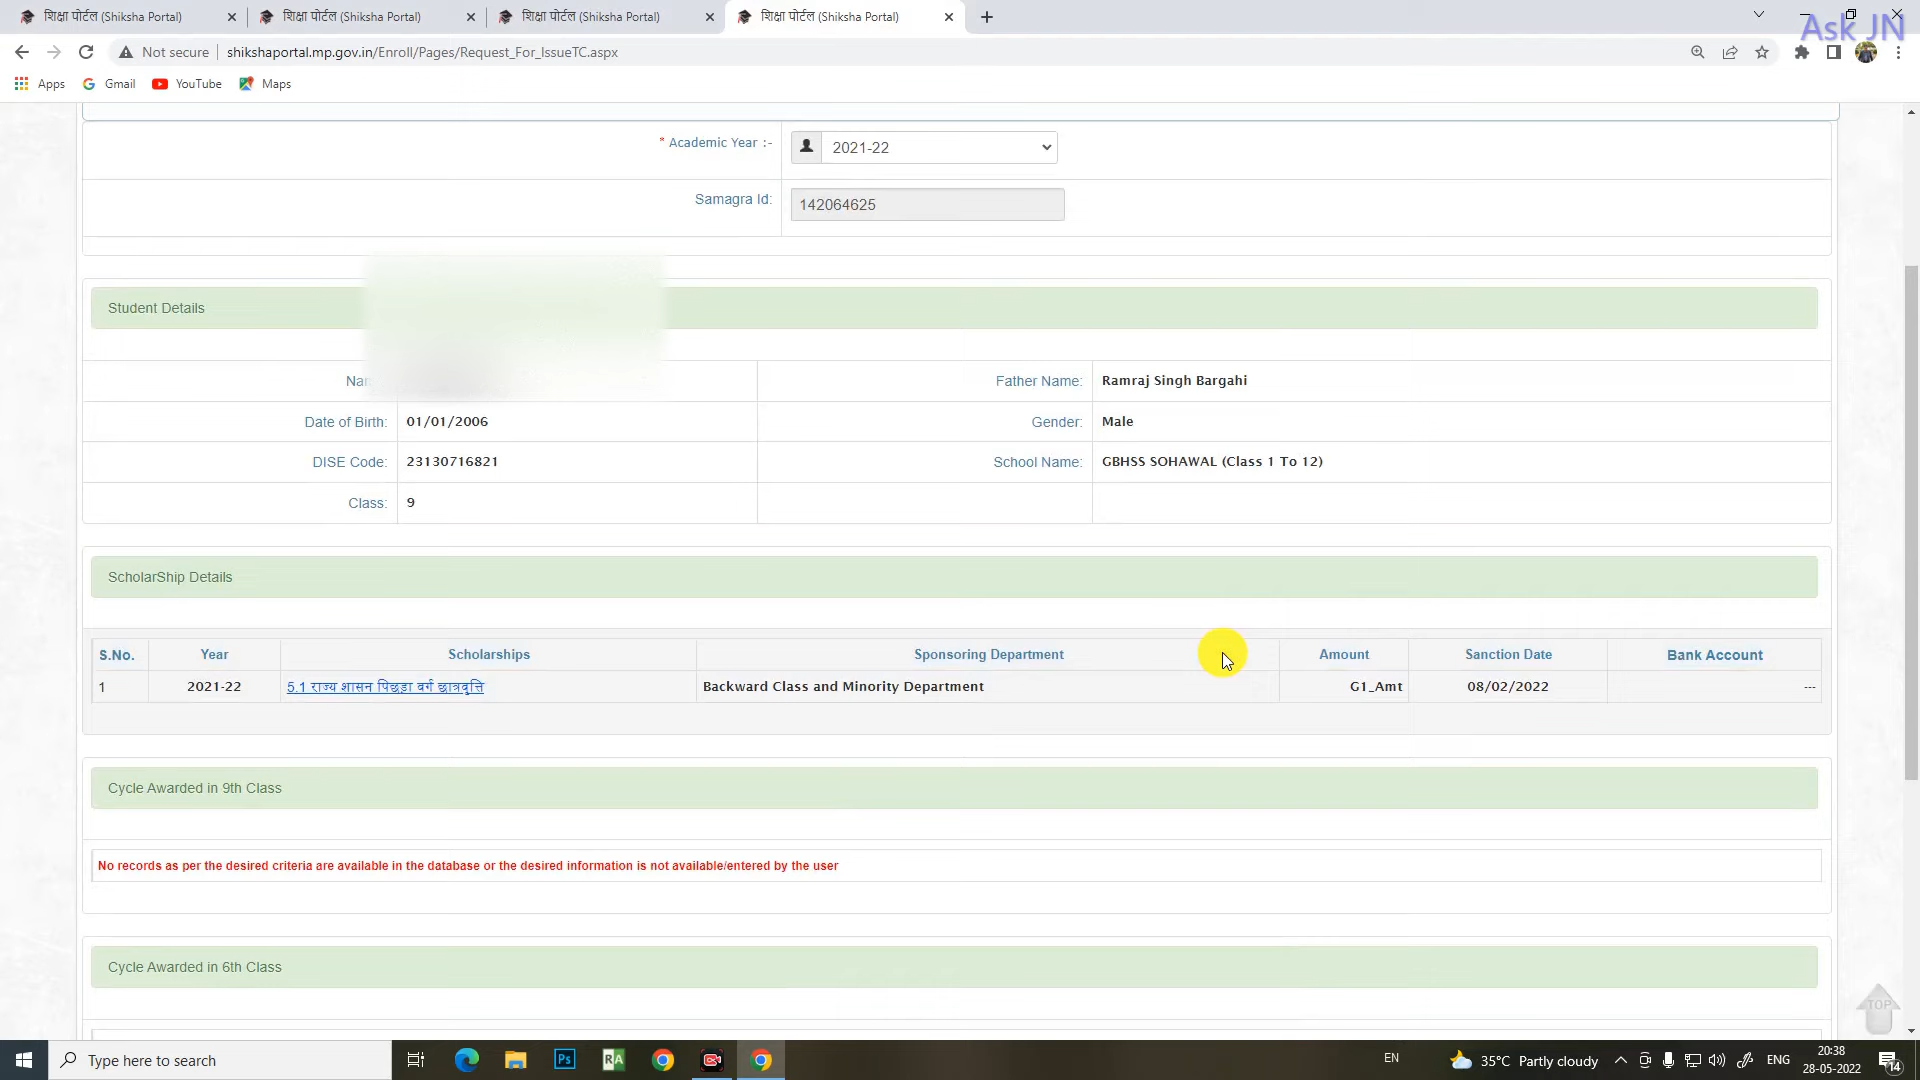 शिक्षा पोर्टल (Shiksha Portal) शिक्षा पोर्टल (Shiksha Portal) शिक्षा पोर्टल (Shiksha Portal) शिक्षा पोर्टल (Shiksha Portal)
Ask JN
Not secure shikshaportal.mp.gov.in/Enroll/Pages/Request_For_IssueTC.aspx
Apps Gmail YouTube Maps
* Academic Year :- 2021-22
Samagra Id: 142064625
Student Details
Father Name: Ramraj Singh Bargahi
Date of Birth: 01/01/2006 Gender: Male
DISE Code: 23130716821 School Name: GBHSS SOHAWAL (Class 1 To 12)
Class: 9
ScholarShip Details
S.No. Year Scholarships Sponsoring Department Amount Sanction Date Bank Account
1 2021-22 5.1 राज्य शासन पिछड़ा वर्ग छात्रवृत्ति Backward Class and Minority Department G1_Amt 08/02/2022 ---
Cycle Awarded in 9th Class
No records as per the desired criteria are available in the database or the desired information is not available/entered by the user
Cycle Awarded in 6th Class
TOP
Type here to search Ps RA EN 35°C Partly cloudy ENG 20:38
28-05-2022 14